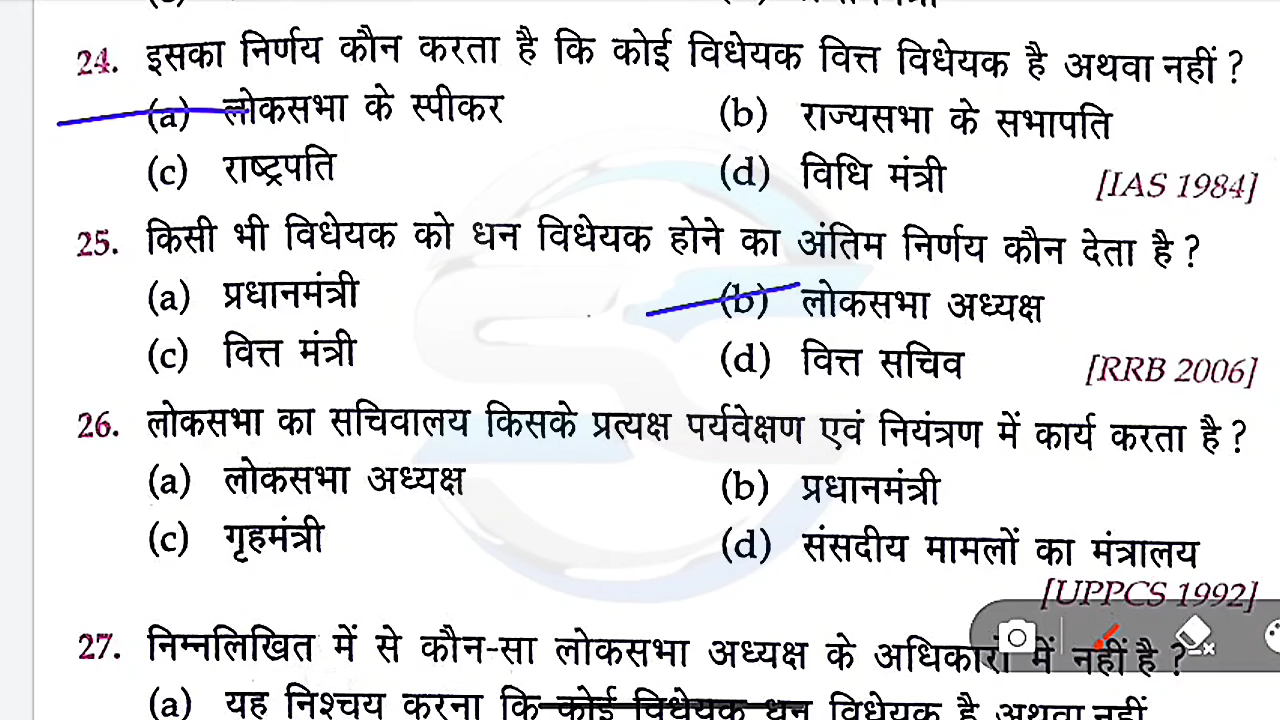 24. इसका निर्णय कौन करता है कि कोई विधेयक वित्त विधेयक है अथवा नहीं ?
(a) लोकसभा के स्पीकर (b) राज्यसभा के सभापति
(c) राष्ट्रपति (d) विधि मंत्री [IAS 1984]
25. किसी भी विधेयक को धन विधेयक होने का अंतिम निर्णय कौन देता है ?
(a) प्रधानमंत्री (b) लोकसभा अध्यक्ष
(c) वित्त मंत्री (d) वित्त सचिव [RRB 2006]
26. लोकसभा का सचिवालय किसके प्रत्यक्ष पर्यवेक्षण एवं नियंत्रण में कार्य करता है ?
(a) लोकसभा अध्यक्ष (b) प्रधानमंत्री
(c) गृहमंत्री (d) संसदीय मामलों का मंत्रालय
[UPPCS 1992]
27. निम्नलिखित में से कौन-सा लोकसभा अध्यक्ष के अधिकारों में नहीं है ?
(a) यह निश्चय करना कि कोई विधेयक धन विधेयक है अथवा नहीं